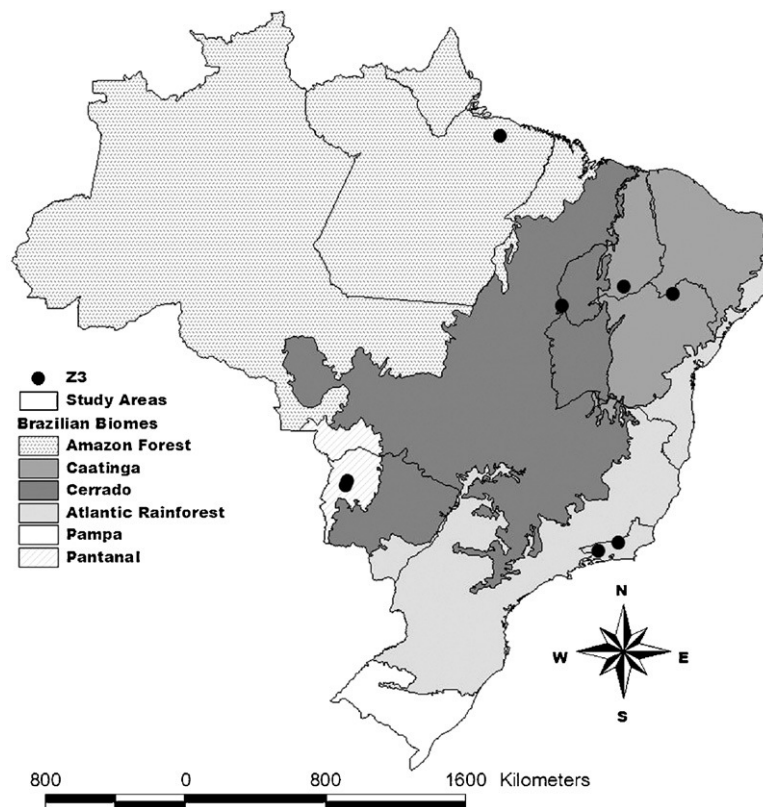 Z3
Study Areas
Brazilian Biomes
Amazon Forest
Caatinga
Cerrado
Atlantic Rainforest
Pampa
Pantanal
N
W E
S
800 0 800 1600 Kilometers